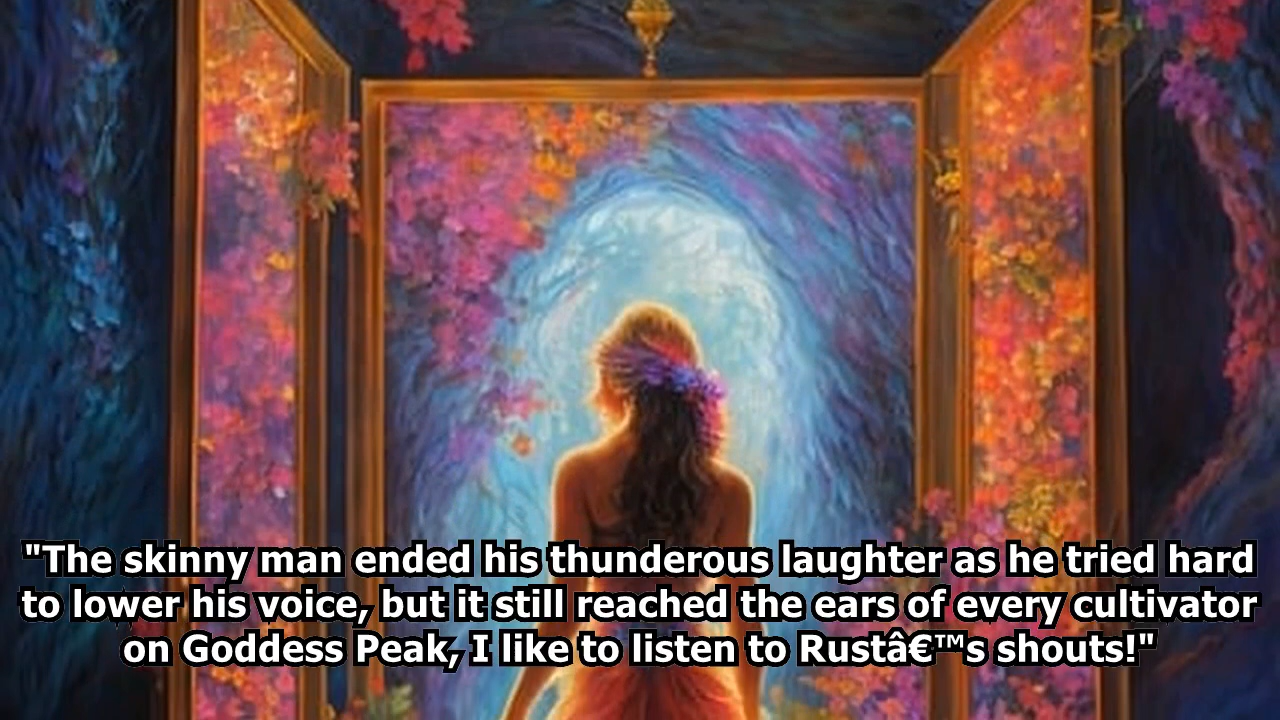 "The skinny man ended his thunderous laughter as he tried hard
to lower his voice, but it still reached the ears of every cultivator
on Goddess Peak, I like to listen to Rustâ€™s shouts!"